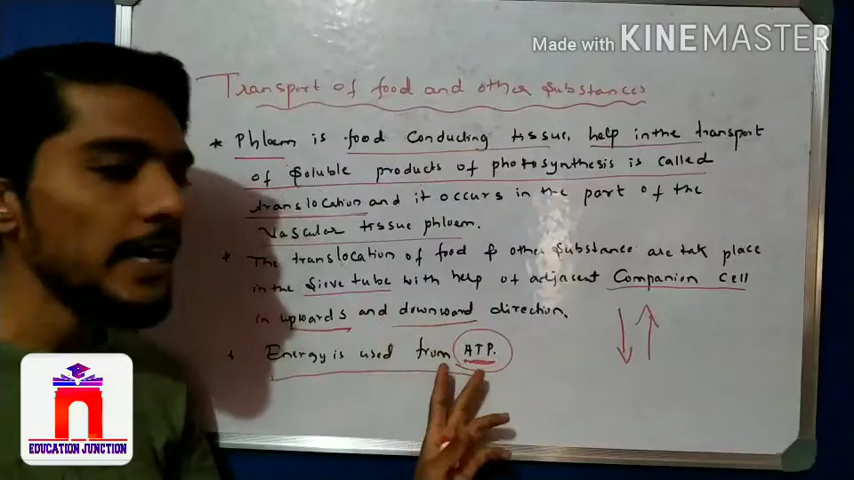 Made with KINEMASTER
Transport of food and other substances
* Phloem is food conducting tissue, help in the transport
of soluble products of photosynthesis is called
translocation and it occurs in the part of the
vascular tissue phloem.
* The translocation of food & other substance are tak place
in the sieve tube with help of adjacent companion cell
in upwards and downward direction.
* Energy is used from ATP.
EDUCATION JUNCTION